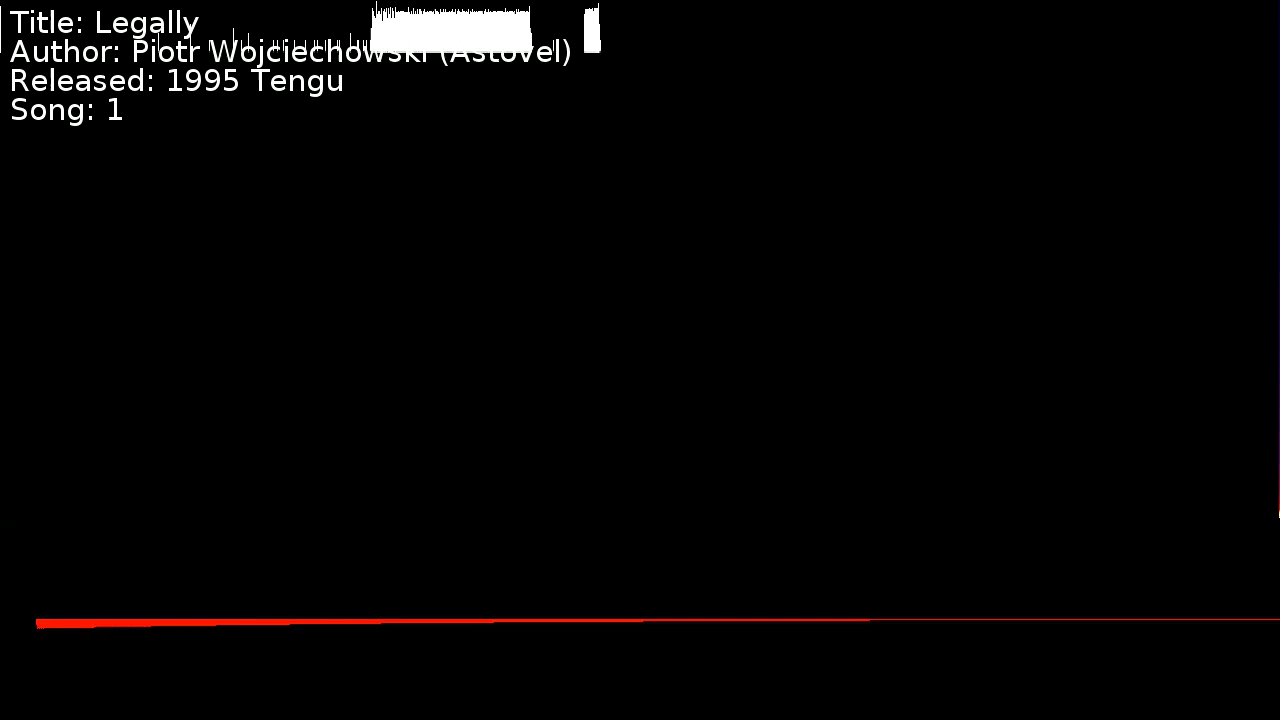 Title: Legally
Author: Piotr Wojciechowski (Astovel)
Released: 1995 Tengu
Song: 1